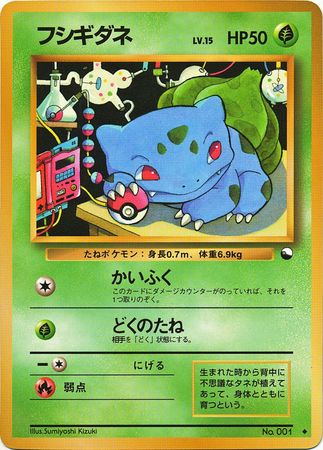 フシギダネ LV.15 HP50
たねポケモン：身長0.7m、体重6.9kg
かいふく
このカードにダメージカウンターがのっていれば、それを
1つ取りのぞく。
どくのたね
相手を「どく」状態にする。
にげる
弱点
生まれた時から背中に
不思議なタネが植えて
あって、身体とともに
育つという。
Illus.Sumiyoshi Kizuki No. 001